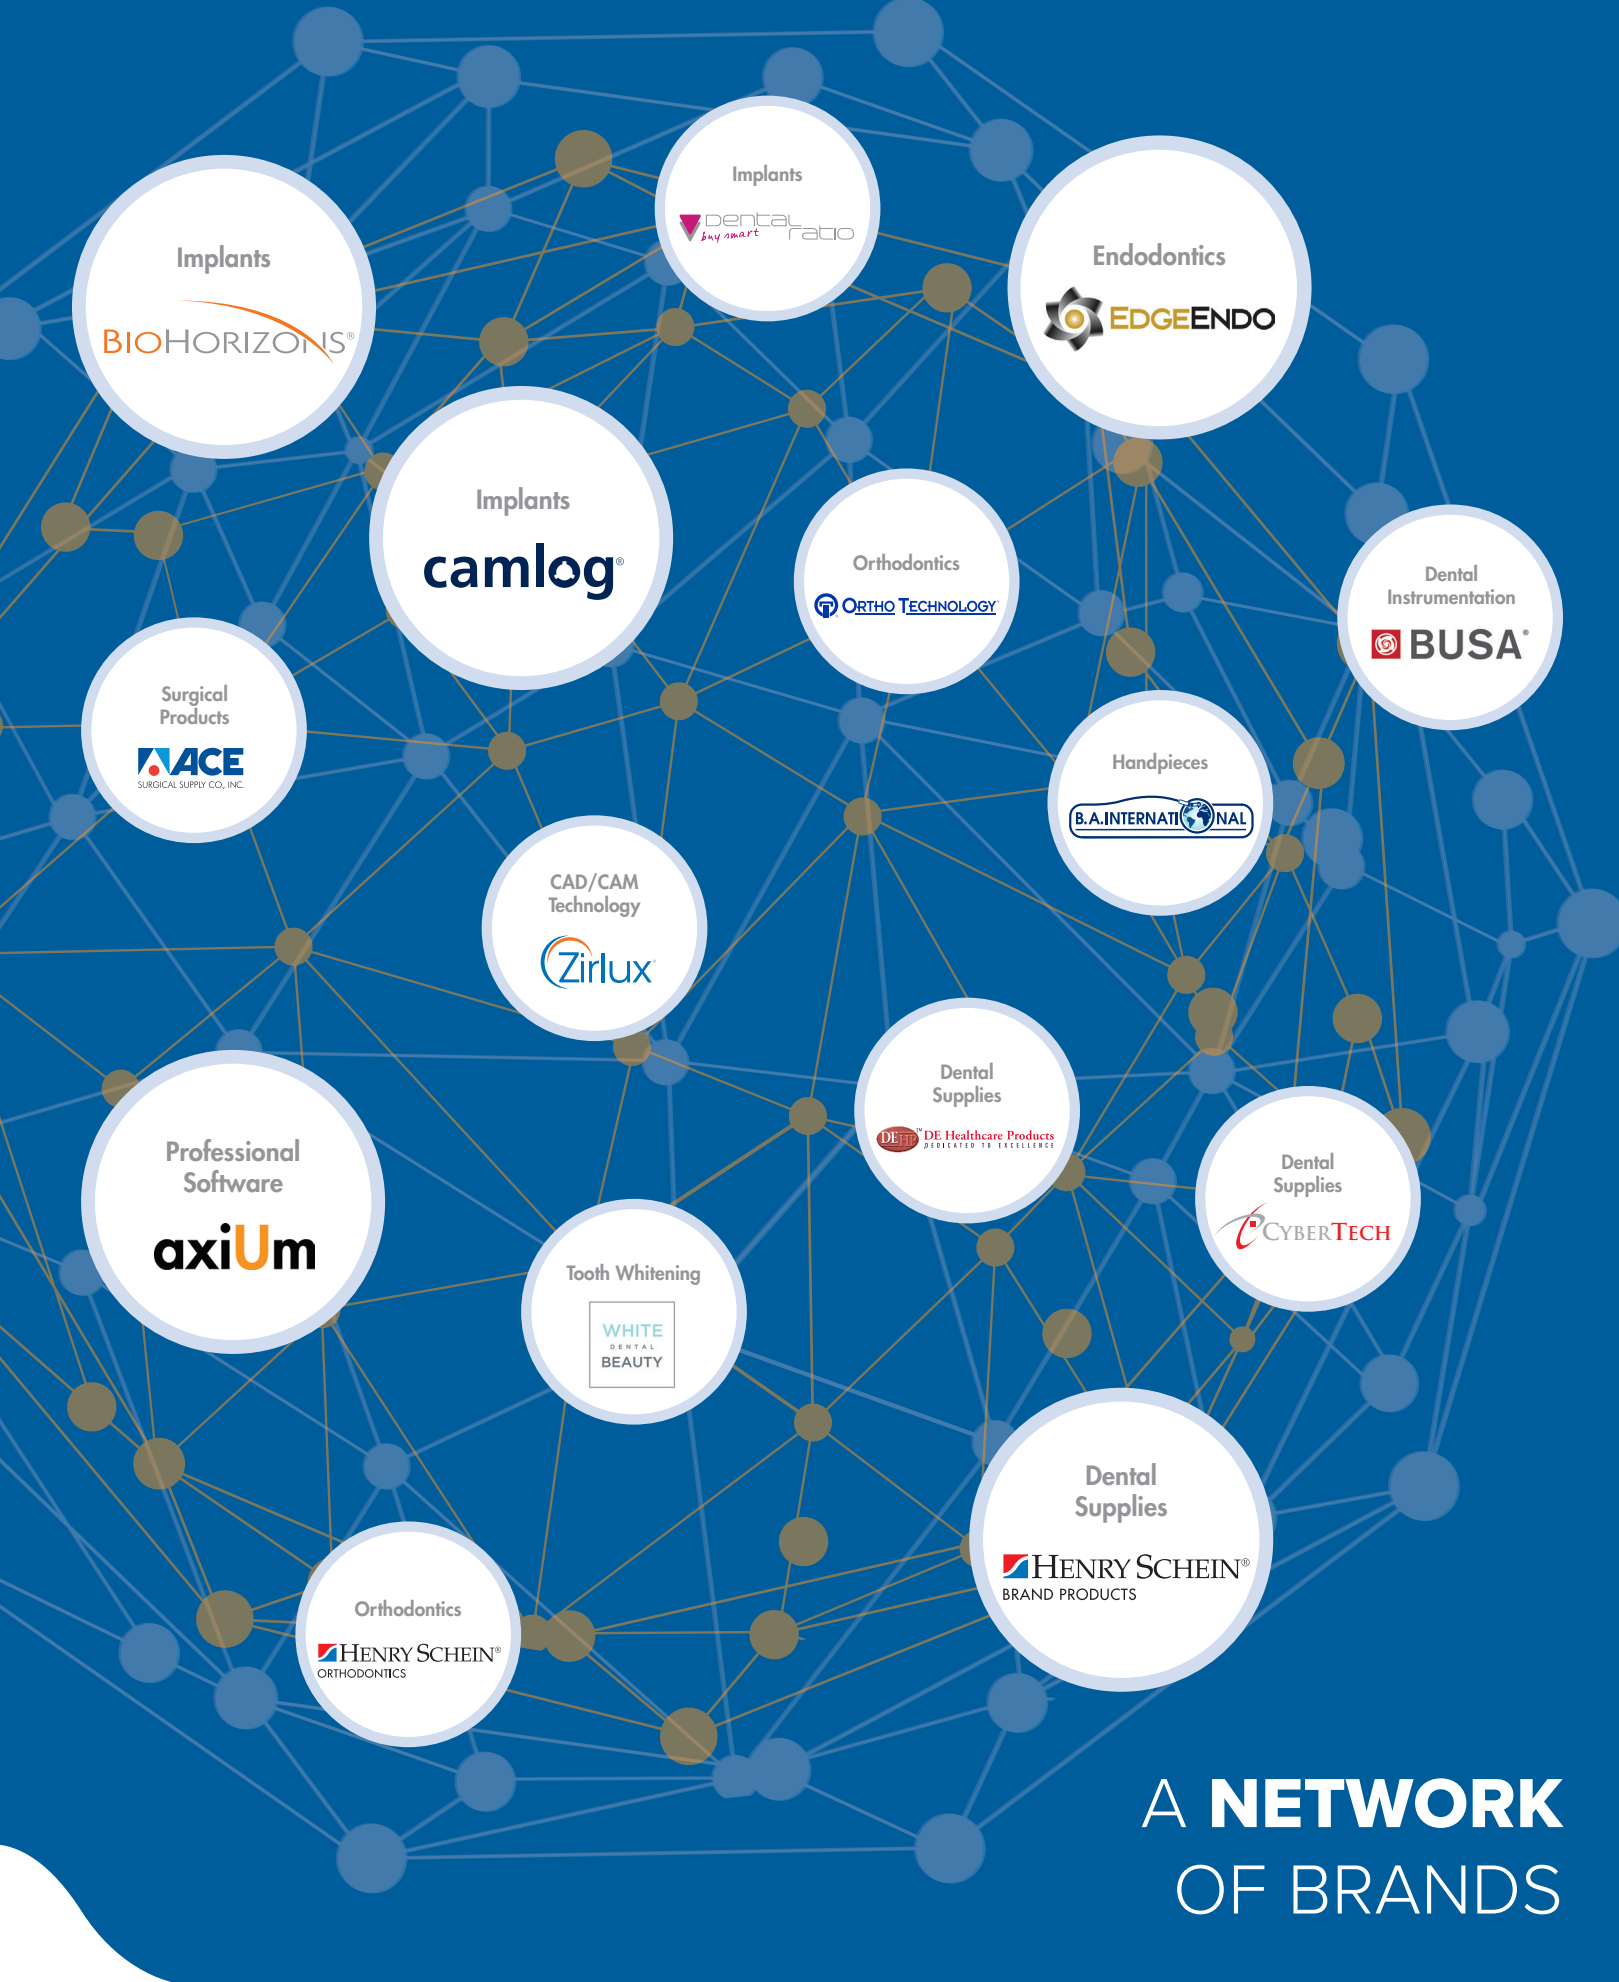 Implants
DENTAL
buy smart
ratio
Implants
BIOHORIZONS®
Endodontics
EDGEENDO
Implants
camlog®
Orthodontics
ORTHO TECHNOLOGY
Dental
Instrumentation
BUSA®
Surgical
Products
ACE
SURGICAL SUPPLY CO., INC.
Handpieces
B.A.INTERNATIONAL
CAD/CAM
Technology
Zirlux
Dental
Supplies
DEHP™ DE Healthcare Products
DEDICATED TO EXCELLENCE
Professional
Software
axiUm
Dental
Supplies
CYBERTECH
Tooth Whitening
WHITE
DENTAL
BEAUTY
Dental
Supplies
HENRY SCHEIN®
BRAND PRODUCTS
Orthodontics
HENRY SCHEIN®
ORTHODONTICS
A NETWORK
OF BRANDS